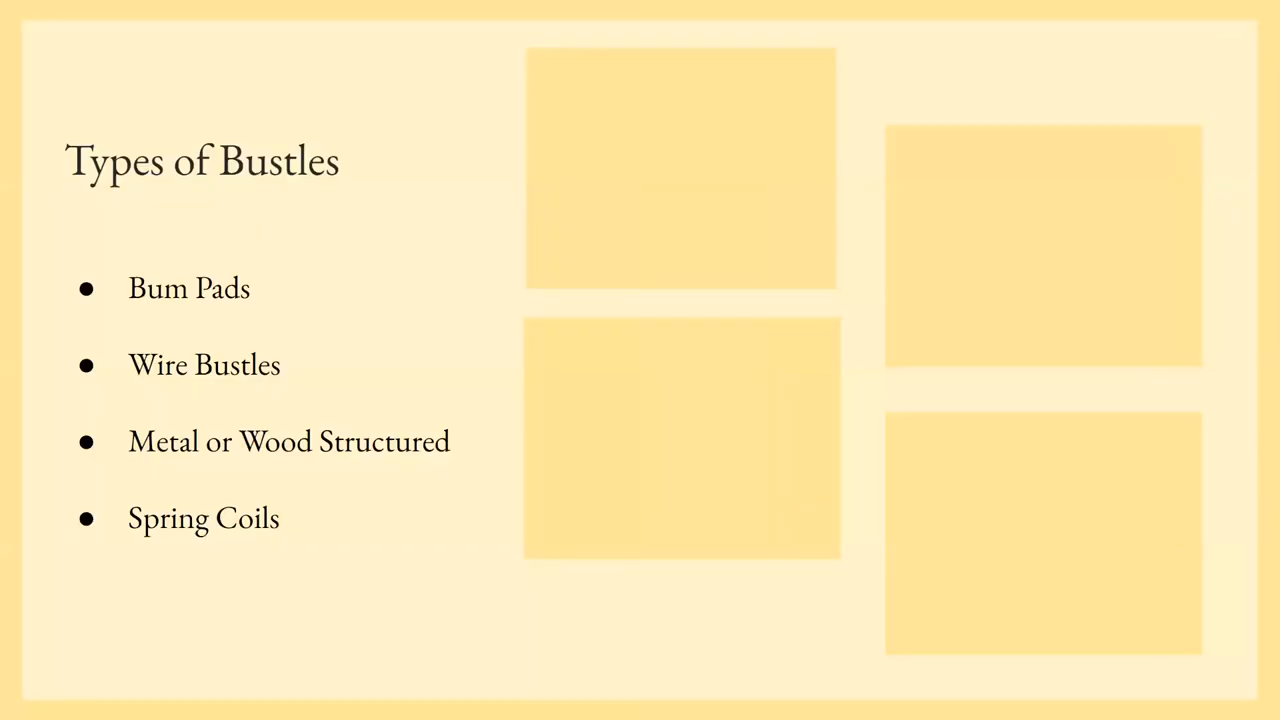 Types of Bustles
● Bum Pads
● Wire Bustles
● Metal or Wood Structured
● Spring Coils